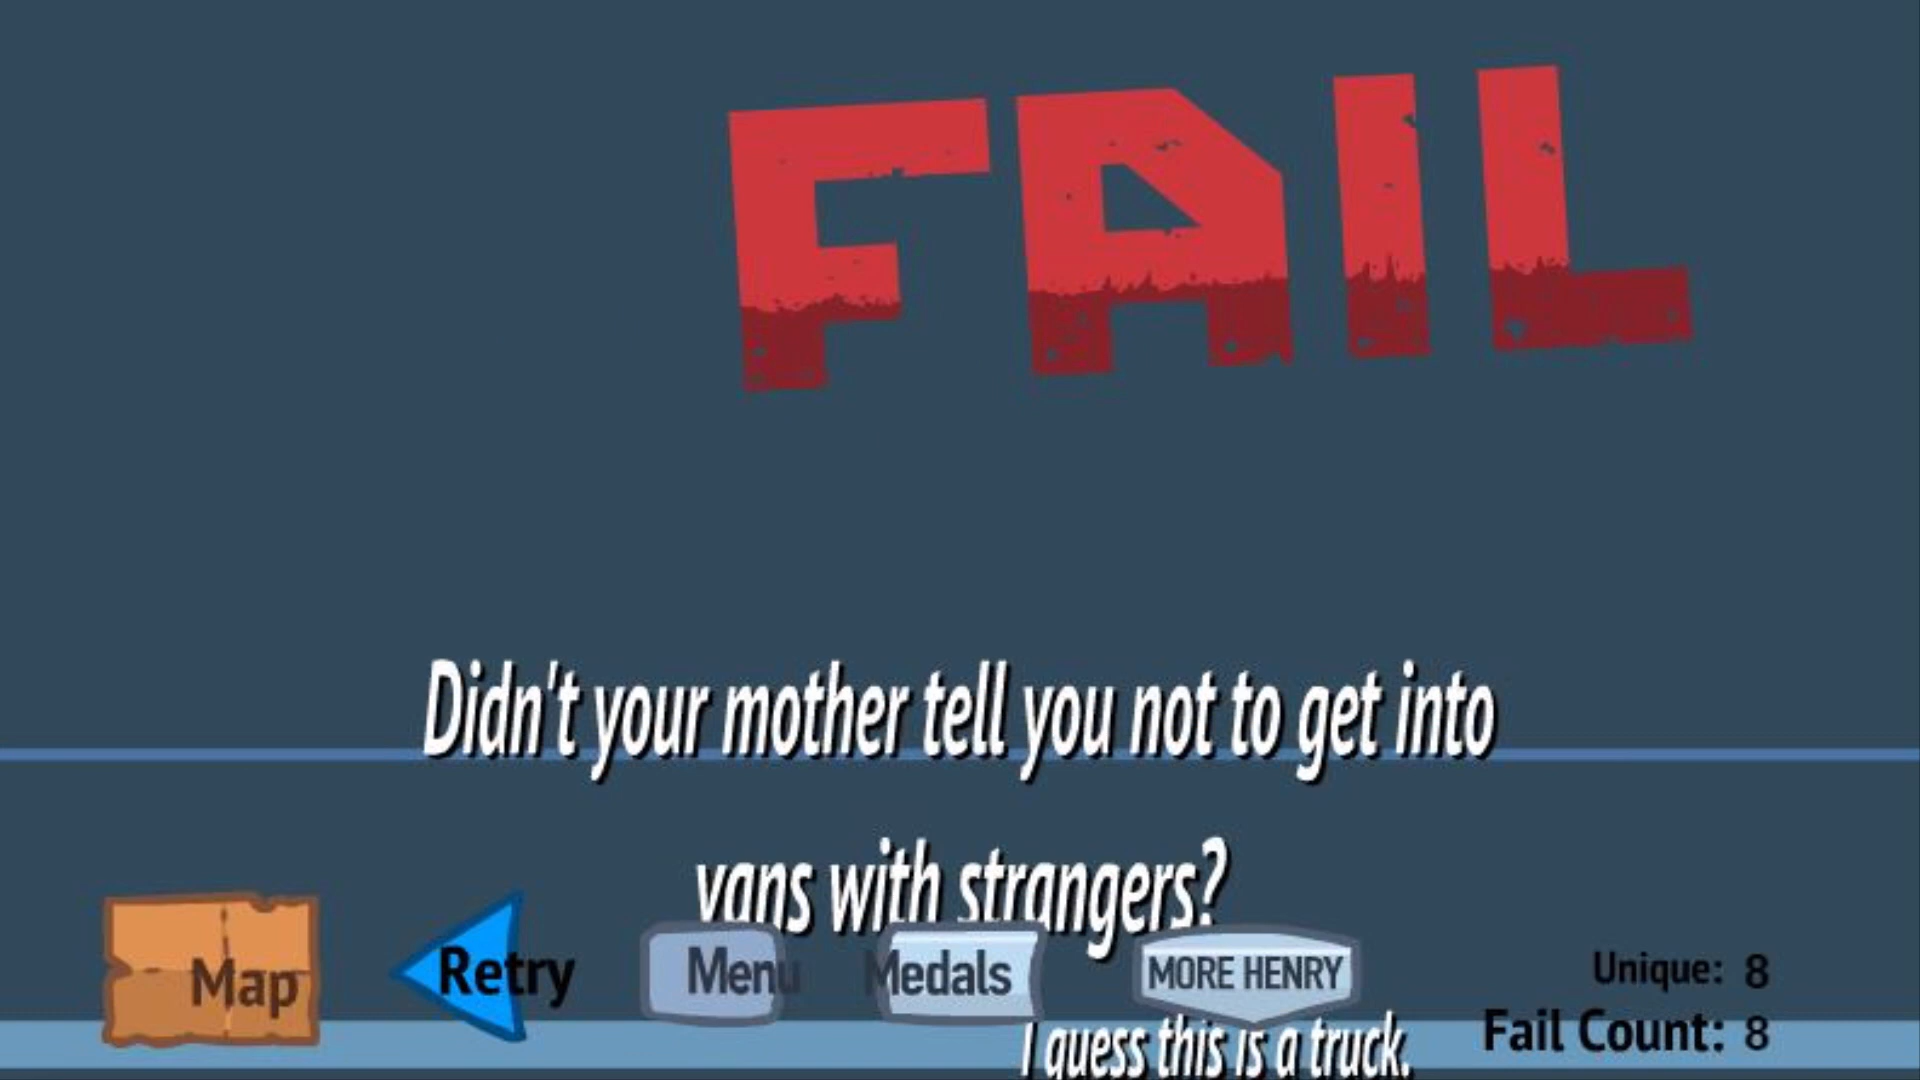 FAIL
Didn't your mother tell you not to get into
vans with strangers?
Map
Retry
Menu
Medals
MORE HENRY
Unique: 8
Fail Count: 8
I guess this is a truck.